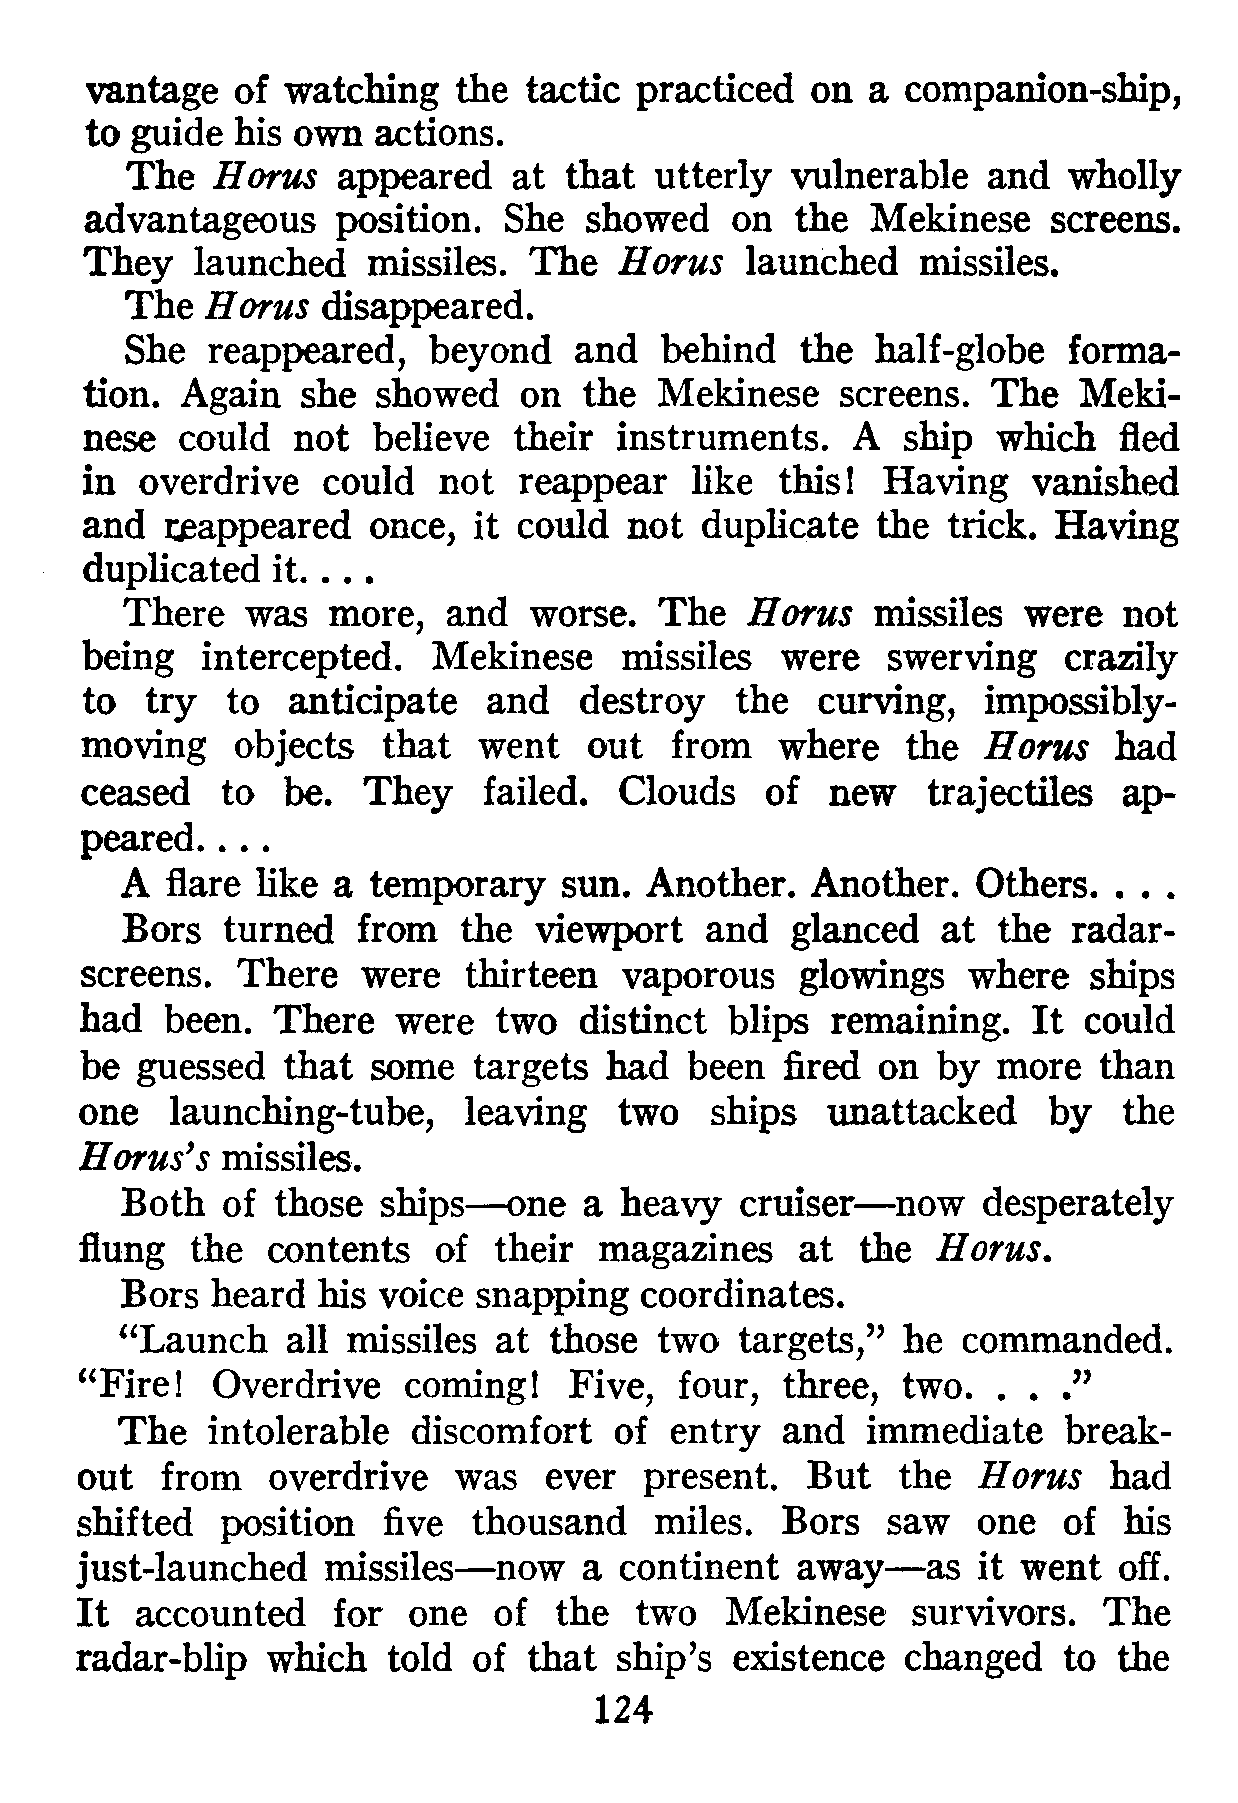 vantage of watching the tactic practiced on a companion-ship,
to guide his own actions.
The Horus appeared at that utterly vulnerable and wholly
advantageous position. She showed on the Mekinese screens.
They launched missiles. The Horus launched missiles.
The Horus disappeared.
She reappeared, beyond and behind the half-globe forma-
tion. Again she showed on the Mekinese screens. The Meki-
nese could not believe their instruments. A ship which fled
in overdrive could not reappear like this! Having vanished
and reappeared once, it could not duplicate the trick. Having
duplicated it. . . .
There was more, and worse. The Horus missiles were not
being intercepted. Mekinese missiles were swerving crazily
to try to anticipate and destroy the curving, impossibly-
moving objects that went out from where the Horus had
ceased to be. They failed. Clouds of new trajectiles ap-
peared. . . .
A flare like a temporary sun. Another. Another. Others. . . .
Bors turned from the viewport and glanced at the radar-
screens. There were thirteen vaporous glowings where ships
had been. There were two distinct blips remaining. It could
be guessed that some targets had been fired on by more than
one launching-tube, leaving two ships unattacked by the
Horus's missiles.
Both of those ships—one a heavy cruiser—now desperately
flung the contents of their magazines at the Horus.
Bors heard his voice snapping coordinates.
“Launch all missiles at those two targets,” he commanded.
“Fire! Overdrive coming! Five, four, three, two. . . .”
The intolerable discomfort of entry and immediate break-
out from overdrive was ever present. But the Horus had
shifted position five thousand miles. Bors saw one of his
just-launched missiles—now a continent away—as it went off.
It accounted for one of the two Mekinese survivors. The
radar-blip which told of that ship's existence changed to the
124